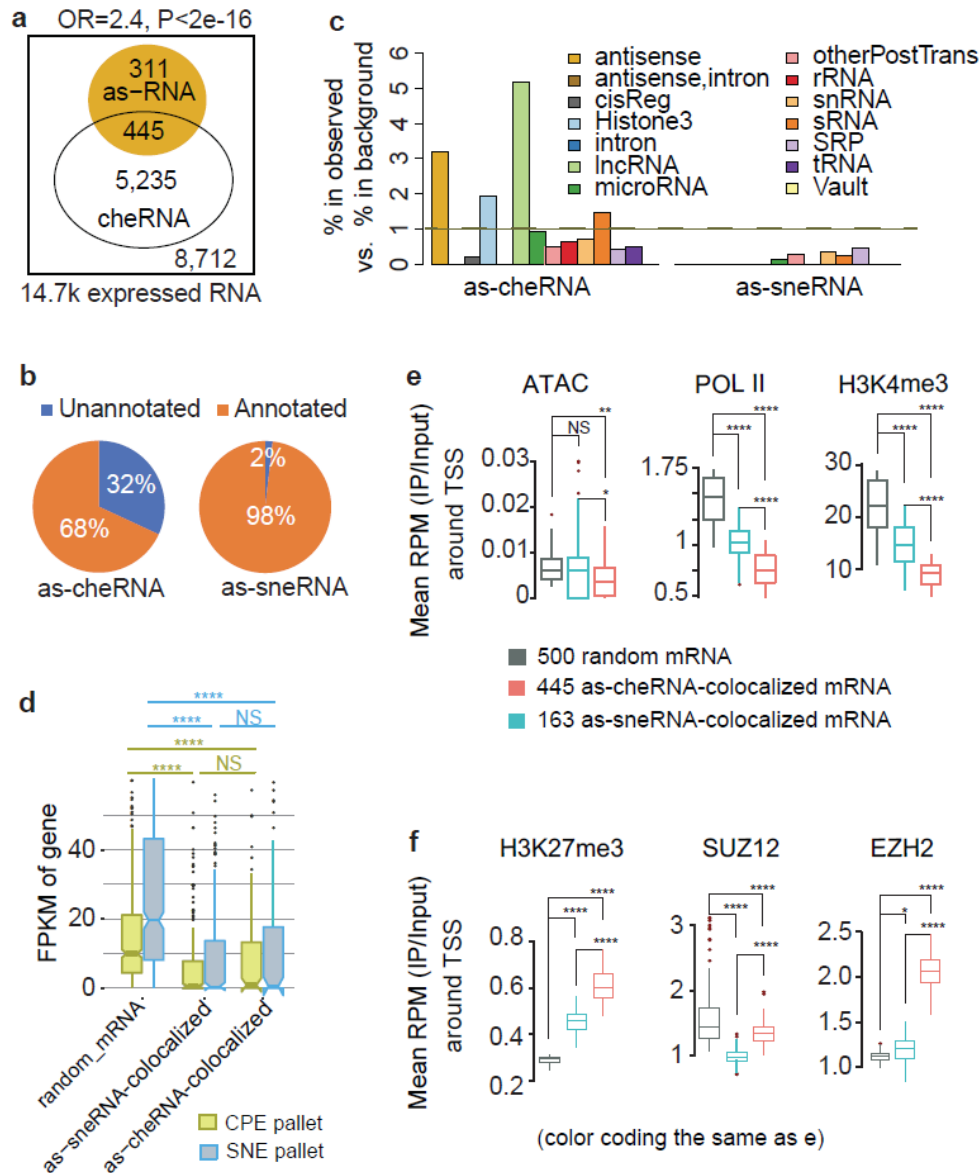 a
OR=2.4, P<2e-16
311
as-RNA
445
5,235
cheRNA
8,712
14.7k expressed RNA
b
Unannotated
Annotated
32%
68%
as-cheRNA
2%
98%
as-sneRNA
c
% in observed
vs. % in background
6
5
4
3
2
1
0
antisense
antisense,intron
cisReg
Histone3
intron
lncRNA
microRNA
otherPostTrans
rRNA
snRNA
sRNA
SRP
tRNA
Vault
as-cheRNA
as-sneRNA
d
****
****
NS
****
****
NS
FPKM of gene
40
20
0
random_mRNA
as-sneRNA-colocalized
as-cheRNA-colocalized
CPE pallet
SNE pallet
e
Mean RPM (IP/Input)
around TSS
ATAC
**
NS
*
0.03
0.01
0
POL II
****
****
****
1.75
1
0.5
H3K4me3
****
****
****
30
20
10
500 random mRNA
445 as-cheRNA-colocalized mRNA
163 as-sneRNA-colocalized mRNA
f
Mean RPM (IP/Input)
around TSS
H3K27me3
****
****
****
0.8
0.6
0.4
0.2
SUZ12
****
****
****
3
2
1
EZH2
****
*
****
2.5
2.0
1.5
1.0
(color coding the same as e)